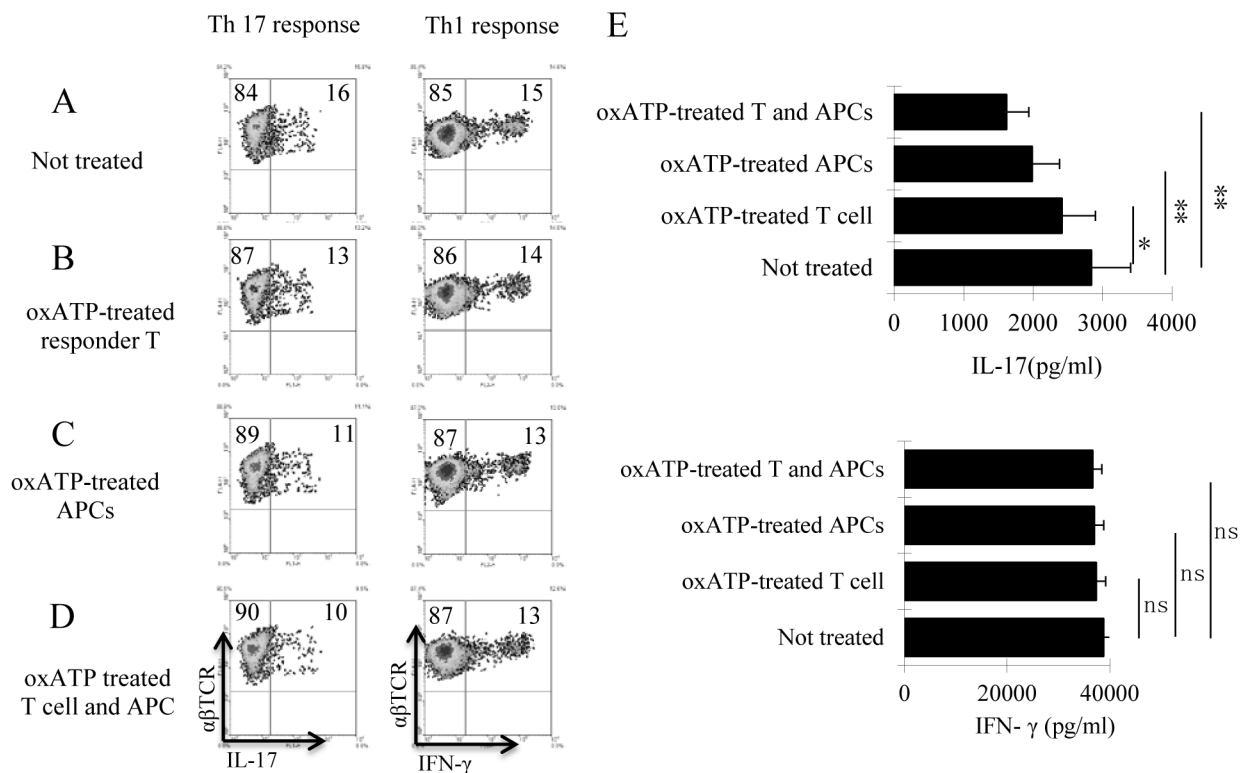 Th 17 response
Th1 response
E
A
Not treated
84 16
85 15
B
oxATP-treated
responder T
87 13
86 14
C
oxATP-treated
APCs
89 11
87 13
D
oxATP treated
T cell and APC
90 10
87 13
αβTCR
αβTCR
IL-17
IFN-γ
oxATP-treated T and APCs
oxATP-treated APCs
oxATP-treated T cell
Not treated
*
**
**
0 1000 2000 3000 4000
IL-17(pg/ml)
oxATP-treated T and APCs
oxATP-treated APCs
oxATP-treated T cell
Not treated
ns
ns
ns
0 20000 40000
IFN- γ (pg/ml)